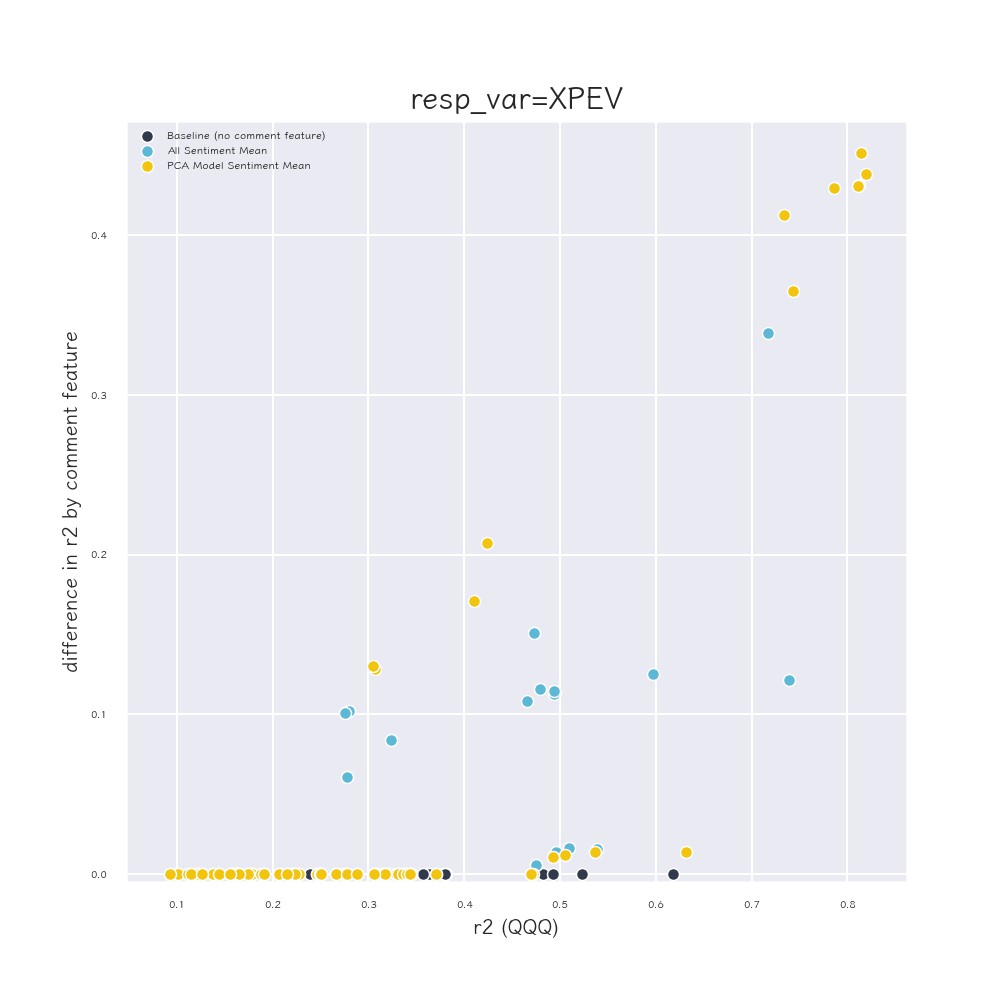 resp_var=XPEV
Baseline (no comment feature)
All Sentiment Mean
PCA Model Sentiment Mean
difference in r2 by comment feature
0.4
0.3
0.2
0.1
0.0
0.1 0.2 0.3 0.4 0.5 0.6 0.7 0.8
r2 (QQQ)